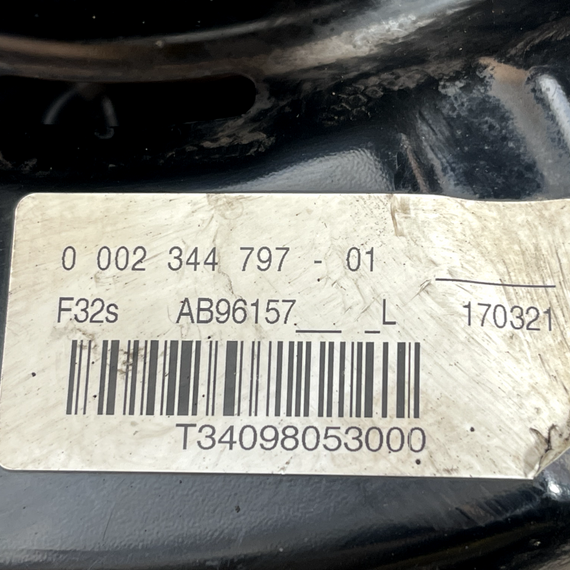 0 002 344 797 - 01
F32s AB96157___ _L 170321
T34098053000